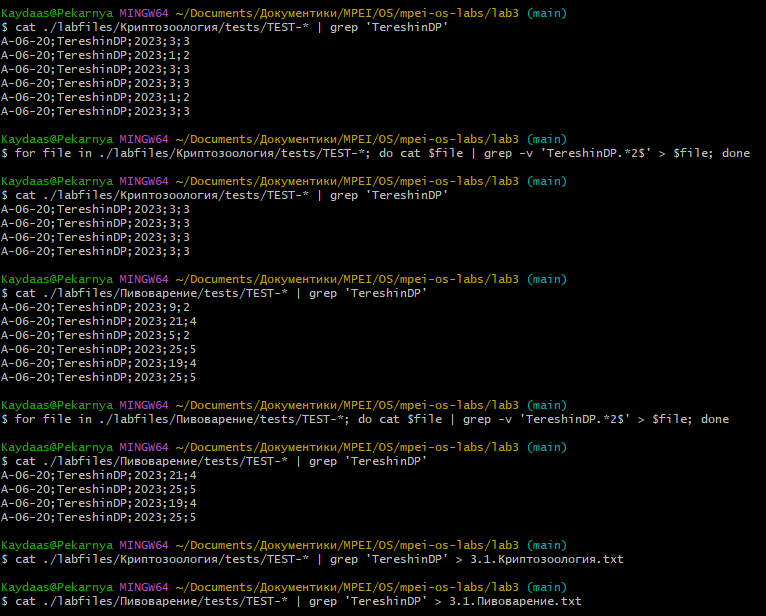 Kaydaas@Pekarnya MINGW64 ~/Documents/Документики/MPEI/OS/mpei-os-labs/lab3 (main)
$ cat ./labfiles/Криптозоология/tests/TEST-* | grep 'TereshinDP'
A-06-20;TereshinDP;2023;3;3
A-06-20;TereshinDP;2023;1;2
A-06-20;TereshinDP;2023;3;3
A-06-20;TereshinDP;2023;3;3
A-06-20;TereshinDP;2023;1;2
A-06-20;TereshinDP;2023;3;3
Kaydaas@Pekarnya MINGW64 ~/Documents/Документики/MPEI/OS/mpei-os-labs/lab3 (main)
$ for file in ./labfiles/Криптозоология/tests/TEST-*; do cat $file | grep -v 'TereshinDP.*2$' > $file; done
Kaydaas@Pekarnya MINGW64 ~/Documents/Документики/MPEI/OS/mpei-os-labs/lab3 (main)
$ cat ./labfiles/Криптозоология/tests/TEST-* | grep 'TereshinDP'
A-06-20;TereshinDP;2023;3;3
A-06-20;TereshinDP;2023;3;3
A-06-20;TereshinDP;2023;3;3
A-06-20;TereshinDP;2023;3;3
Kaydaas@Pekarnya MINGW64 ~/Documents/Документики/MPEI/OS/mpei-os-labs/lab3 (main)
$ cat ./labfiles/Пивоварение/tests/TEST-* | grep 'TereshinDP'
A-06-20;TereshinDP;2023;9;2
A-06-20;TereshinDP;2023;21;4
A-06-20;TereshinDP;2023;5;2
A-06-20;TereshinDP;2023;25;5
A-06-20;TereshinDP;2023;19;4
A-06-20;TereshinDP;2023;25;5
Kaydaas@Pekarnya MINGW64 ~/Documents/Документики/MPEI/OS/mpei-os-labs/lab3 (main)
$ for file in ./labfiles/Пивоварение/tests/TEST-*; do cat $file | grep -v 'TereshinDP.*2$' > $file; done
Kaydaas@Pekarnya MINGW64 ~/Documents/Документики/MPEI/OS/mpei-os-labs/lab3 (main)
$ cat ./labfiles/Пивоварение/tests/TEST-* | grep 'TereshinDP'
A-06-20;TereshinDP;2023;21;4
A-06-20;TereshinDP;2023;25;5
A-06-20;TereshinDP;2023;19;4
A-06-20;TereshinDP;2023;25;5
Kaydaas@Pekarnya MINGW64 ~/Documents/Документики/MPEI/OS/mpei-os-labs/lab3 (main)
$ cat ./labfiles/Криптозоология/tests/TEST-* | grep 'TereshinDP' > 3.1.Криптозоология.txt
Kaydaas@Pekarnya MINGW64 ~/Documents/Документики/MPEI/OS/mpei-os-labs/lab3 (main)
$ cat ./labfiles/Пивоварение/tests/TEST-* | grep 'TereshinDP' > 3.1.Пивоварение.txt